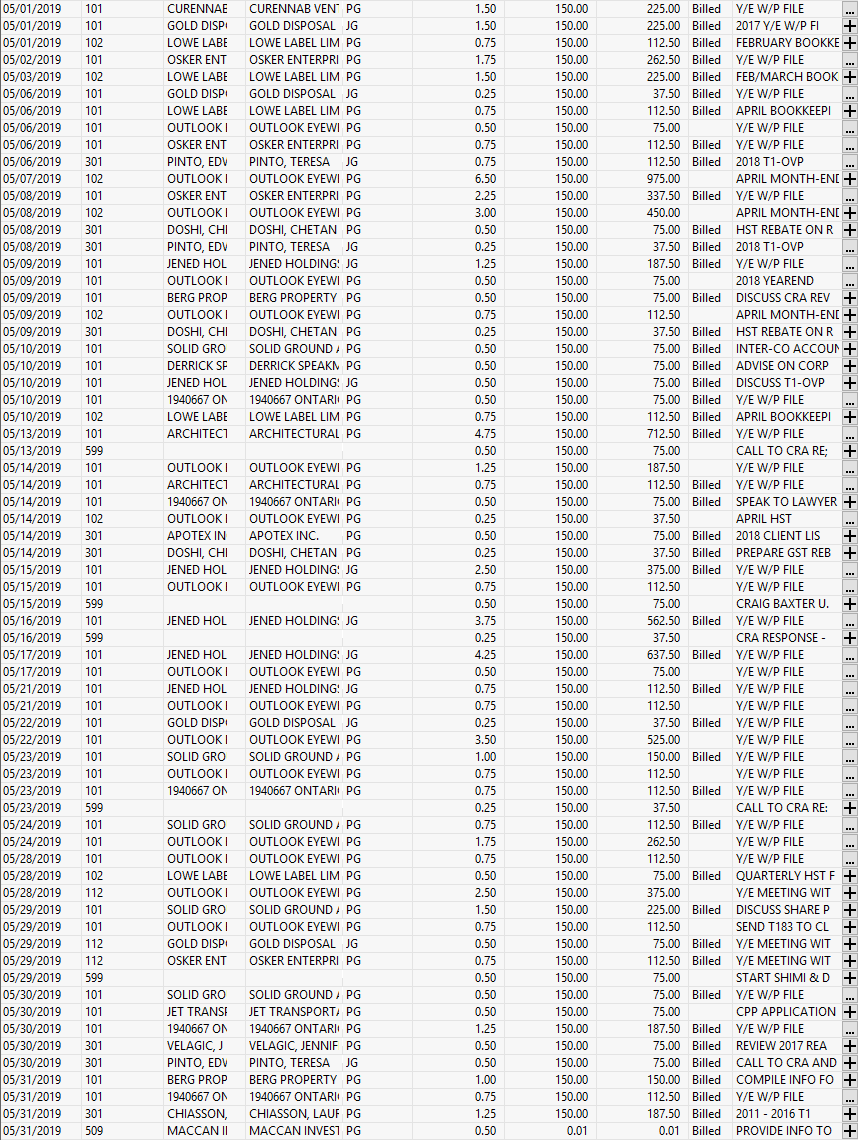 05/01/2019 101 CURENNAE CURENNAB VEN PG 1.50 150.00 225.00 Billed Y/E W/P FILE ...
05/01/2019 101 GOLD DISP GOLD DISPOSAL JG 1.50 150.00 225.00 Billed 2017 Y/E W/P FI +
05/01/2019 102 LOWE LABE LOWE LABEL LIM PG 0.75 150.00 112.50 Billed FEBRUARY BOOKKE +
05/02/2019 101 OSKER ENT OSKER ENTERPRI PG 1.75 150.00 262.50 Billed Y/E W/P FILE ...
05/03/2019 102 LOWE LABE LOWE LABEL LIM PG 1.50 150.00 225.00 Billed FEB/MARCH BOOK +
05/06/2019 101 GOLD DISP GOLD DISPOSAL JG 0.25 150.00 37.50 Billed Y/E W/P FILE ...
05/06/2019 101 LOWE LABE LOWE LABEL LIM PG 0.75 150.00 112.50 Billed APRIL BOOKKEEPI +
05/06/2019 101 OUTLOOK I OUTLOOK EYEWI PG 0.50 150.00 75.00 Y/E W/P FILE ...
05/06/2019 101 OSKER ENT OSKER ENTERPRI PG 0.75 150.00 112.50 Billed Y/E W/P FILE ...
05/06/2019 301 PINTO, EDV PINTO, TERESA JG 0.75 150.00 112.50 Billed 2018 T1-OVP ...
05/07/2019 102 OUTLOOK I OUTLOOK EYEWI PG 6.50 150.00 975.00 APRIL MONTH-END +
05/08/2019 101 OSKER ENT OSKER ENTERPRI PG 2.25 150.00 337.50 Billed Y/E W/P FILE ...
05/08/2019 102 OUTLOOK I OUTLOOK EYEWI PG 3.00 150.00 450.00 APRIL MONTH-END +
05/08/2019 301 DOSHI, CHI DOSHI, CHETAN PG 0.50 150.00 75.00 Billed HST REBATE ON R +
05/08/2019 301 PINTO, EDV PINTO, TERESA JG 0.25 150.00 37.50 Billed 2018 T1-OVP ...
05/09/2019 101 JENED HOL JENED HOLDINGS JG 1.25 150.00 187.50 Billed Y/E W/P FILE ...
05/09/2019 101 OUTLOOK I OUTLOOK EYEWI PG 0.50 150.00 75.00 2018 YEAREND ...
05/09/2019 101 BERG PROP BERG PROPERTY PG 0.50 150.00 75.00 Billed DISCUSS CRA REV +
05/09/2019 102 OUTLOOK I OUTLOOK EYEWI PG 0.75 150.00 112.50 APRIL MONTH-END +
05/09/2019 301 DOSHI, CHI DOSHI, CHETAN PG 0.25 150.00 37.50 Billed HST REBATE ON R +
05/10/2019 101 SOLID GRO SOLID GROUND A PG 0.50 150.00 75.00 Billed INTER-CO ACCOUN +
05/10/2019 101 DERRICK SP DERRICK SPEAKM PG 0.50 150.00 75.00 Billed ADVISE ON CORP +
05/10/2019 101 JENED HOL JENED HOLDINGS JG 0.50 150.00 75.00 Billed DISCUSS T1-OVP +
05/10/2019 101 1940667 ON 1940667 ONTARI PG 0.50 150.00 75.00 Billed Y/E W/P FILE ...
05/10/2019 102 LOWE LABE LOWE LABEL LIM PG 0.75 150.00 112.50 Billed APRIL BOOKKEEPI +
05/13/2019 101 ARCHITECT ARCHITECTURAL PG 4.75 150.00 712.50 Billed Y/E W/P FILE ...
05/13/2019 599 0.50 150.00 75.00 CALL TO CRA RE; +
05/14/2019 101 OUTLOOK I OUTLOOK EYEWI PG 1.25 150.00 187.50 Y/E W/P FILE ...
05/14/2019 101 ARCHITECT ARCHITECTURAL PG 0.75 150.00 112.50 Billed Y/E W/P FILE ...
05/14/2019 101 1940667 ON 1940667 ONTARI PG 0.50 150.00 75.00 Billed SPEAK TO LAWYER +
05/14/2019 102 OUTLOOK I OUTLOOK EYEWI PG 0.25 150.00 37.50 APRIL HST ...
05/14/2019 301 APOTEX IN APOTEX INC. PG 0.50 150.00 75.00 Billed 2018 CLIENT LIS +
05/14/2019 301 DOSHI, CHI DOSHI, CHETAN PG 0.25 150.00 37.50 Billed PREPARE GST REB +
05/15/2019 101 JENED HOL JENED HOLDINGS JG 2.50 150.00 375.00 Billed Y/E W/P FILE ...
05/15/2019 101 OUTLOOK I OUTLOOK EYEWI PG 0.75 150.00 112.50 Y/E W/P FILE ...
05/15/2019 599 0.50 150.00 75.00 CRAIG BAXTER U. +
05/16/2019 101 JENED HOL JENED HOLDINGS JG 3.75 150.00 562.50 Billed Y/E W/P FILE ...
05/16/2019 599 0.25 150.00 37.50 CRA RESPONSE - +
05/17/2019 101 JENED HOL JENED HOLDINGS JG 4.25 150.00 637.50 Billed Y/E W/P FILE ...
05/17/2019 101 OUTLOOK I OUTLOOK EYEWI PG 0.50 150.00 75.00 Y/E W/P FILE ...
05/21/2019 101 JENED HOL JENED HOLDINGS JG 0.75 150.00 112.50 Billed Y/E W/P FILE ...
05/21/2019 101 OUTLOOK I OUTLOOK EYEWI PG 0.75 150.00 112.50 Y/E W/P FILE ...
05/22/2019 101 GOLD DISP GOLD DISPOSAL JG 0.25 150.00 37.50 Billed Y/E W/P FILE ...
05/22/2019 101 OUTLOOK I OUTLOOK EYEWI PG 3.50 150.00 525.00 Y/E W/P FILE ...
05/23/2019 101 SOLID GRO SOLID GROUND A PG 1.00 150.00 150.00 Billed Y/E W/P FILE ...
05/23/2019 101 OUTLOOK I OUTLOOK EYEWI PG 0.75 150.00 112.50 Y/E W/P FILE ...
05/23/2019 101 1940667 ON 1940667 ONTARI PG 0.75 150.00 112.50 Billed Y/E W/P FILE ...
05/23/2019 599 0.25 150.00 37.50 CALL TO CRA RE: +
05/24/2019 101 SOLID GRO SOLID GROUND A PG 0.75 150.00 112.50 Billed Y/E W/P FILE ...
05/24/2019 101 OUTLOOK I OUTLOOK EYEWI PG 1.75 150.00 262.50 Y/E W/P FILE ...
05/28/2019 101 OUTLOOK I OUTLOOK EYEWI PG 0.75 150.00 112.50 Y/E W/P FILE ...
05/28/2019 102 LOWE LABE LOWE LABEL LIM PG 0.50 150.00 75.00 Billed QUARTERLY HST F +
05/28/2019 112 OUTLOOK I OUTLOOK EYEWI PG 2.50 150.00 375.00 Y/E MEETING WIT +
05/29/2019 101 SOLID GRO SOLID GROUND A PG 1.50 150.00 225.00 Billed DISCUSS SHARE P +
05/29/2019 101 OUTLOOK I OUTLOOK EYEWI PG 0.75 150.00 112.50 SEND T183 TO CL +
05/29/2019 112 GOLD DISP GOLD DISPOSAL JG 0.50 150.00 75.00 Billed Y/E MEETING WIT +
05/29/2019 112 OSKER ENT OSKER ENTERPRI PG 0.75 150.00 112.50 Billed Y/E MEETING WIT +
05/29/2019 599 0.50 150.00 75.00 START SHIMI & D +
05/30/2019 101 SOLID GRO SOLID GROUND A PG 0.50 150.00 75.00 Billed Y/E W/P FILE ...
05/30/2019 101 JET TRANSF JET TRANSPORTA PG 0.50 150.00 75.00 Billed CPP APPLICATION +
05/30/2019 101 1940667 ON 1940667 ONTARI PG 1.25 150.00 187.50 Billed Y/E W/P FILE ...
05/30/2019 301 VELAGIC, J VELAGIC, JENNIF PG 0.50 150.00 75.00 Billed REVIEW 2017 REA +
05/30/2019 301 PINTO, EDV PINTO, TERESA JG 0.50 150.00 75.00 Billed CALL TO CRA AND +
05/31/2019 101 BERG PROP BERG PROPERTY PG 1.00 150.00 150.00 Billed COMPILE INFO FO +
05/31/2019 101 1940667 ON 1940667 ONTARI PG 0.75 150.00 112.50 Billed Y/E W/P FILE ...
05/31/2019 301 CHIASSON, CHIASSON, LAUF PG 1.25 150.00 187.50 Billed 2011 - 2016 T1 +
05/31/2019 509 MACCAN II MACCAN INVEST PG 0.50 0.01 0.01 Billed PROVIDE INFO TO +